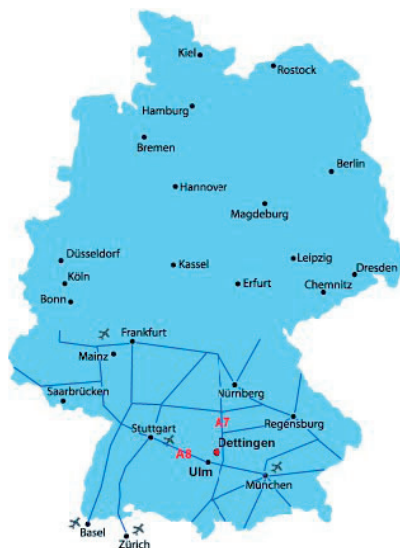 Kiel
Rostock
Hamburg
Bremen
Berlin
Hannover
Magdeburg
Düsseldorf
Kassel
Leipzig
Dresden
Köln
Erfurt
Chemnitz
Bonn
Frankfurt
Mainz
Saarbrücken
Nürnberg
A7
Stuttgart
Regensburg
Dettingen
A8
Ulm
München
Basel
Zürich